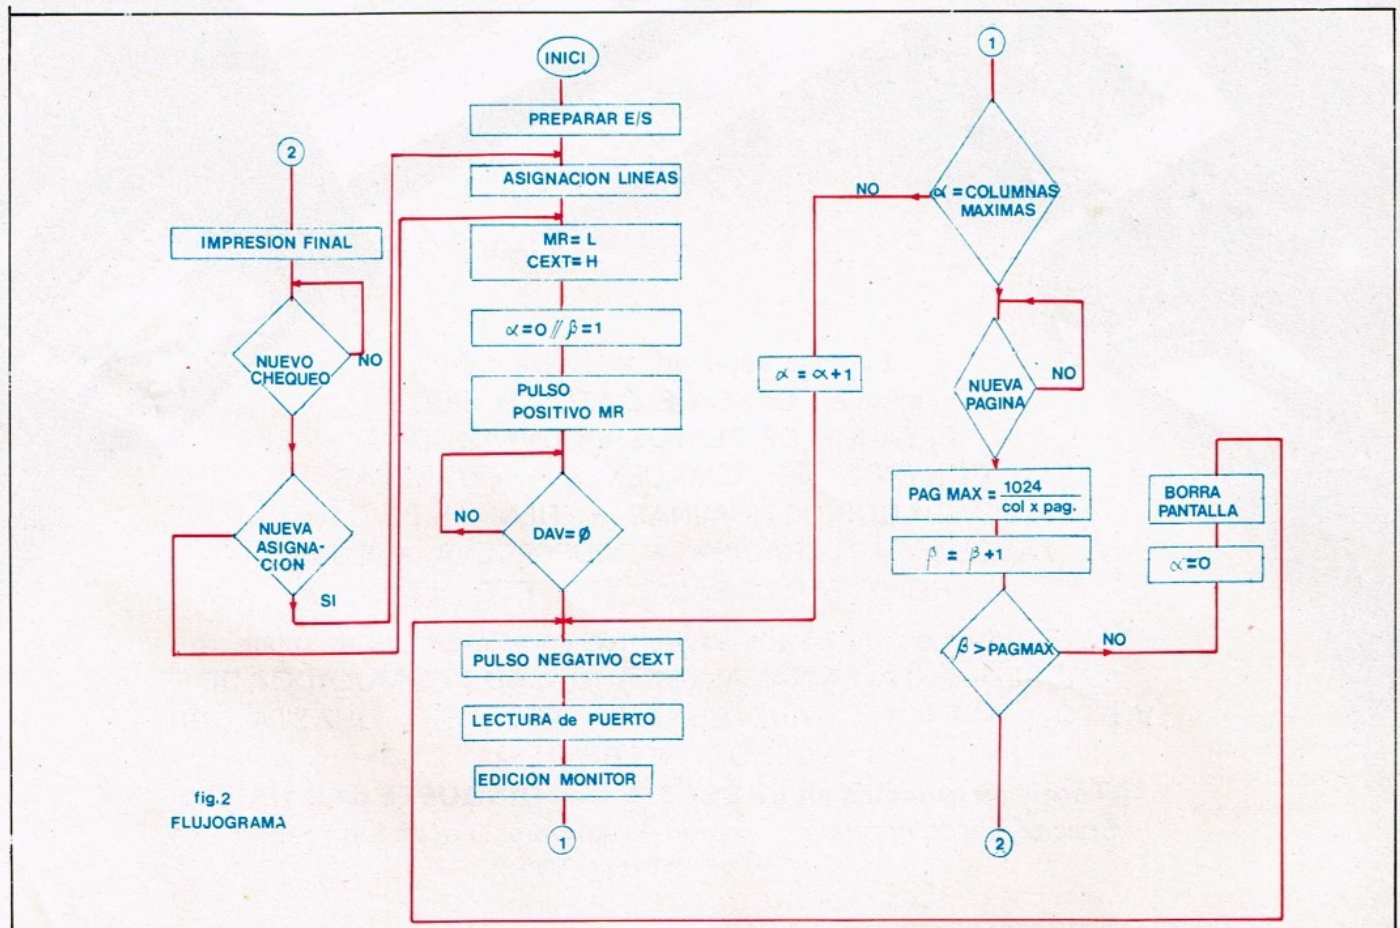 INICI
PREPARAR E/S
ASIGNACION LINEAS
MR= L
CEXT= H
α=0 // β=1
PULSO
POSITIVO MR
NO
DAV=Ø
PULSO NEGATIVO CEXT
LECTURA de PUERTO
EDICION MONITOR
1
2
IMPRESION FINAL
NUEVO
CHEQUEO
NO
NUEVA
ASIGNA-
CION
SI
1
α=COLUMNAS
MAXIMAS
NO
α = α+1
NUEVA
PAGINA
NO
PAG MAX = 1024
col x pag.
β = β+1
β > PAGMAX
NO
BORRA
PANTALLA
α=0
2
fig.2
FLUJOGRAMA